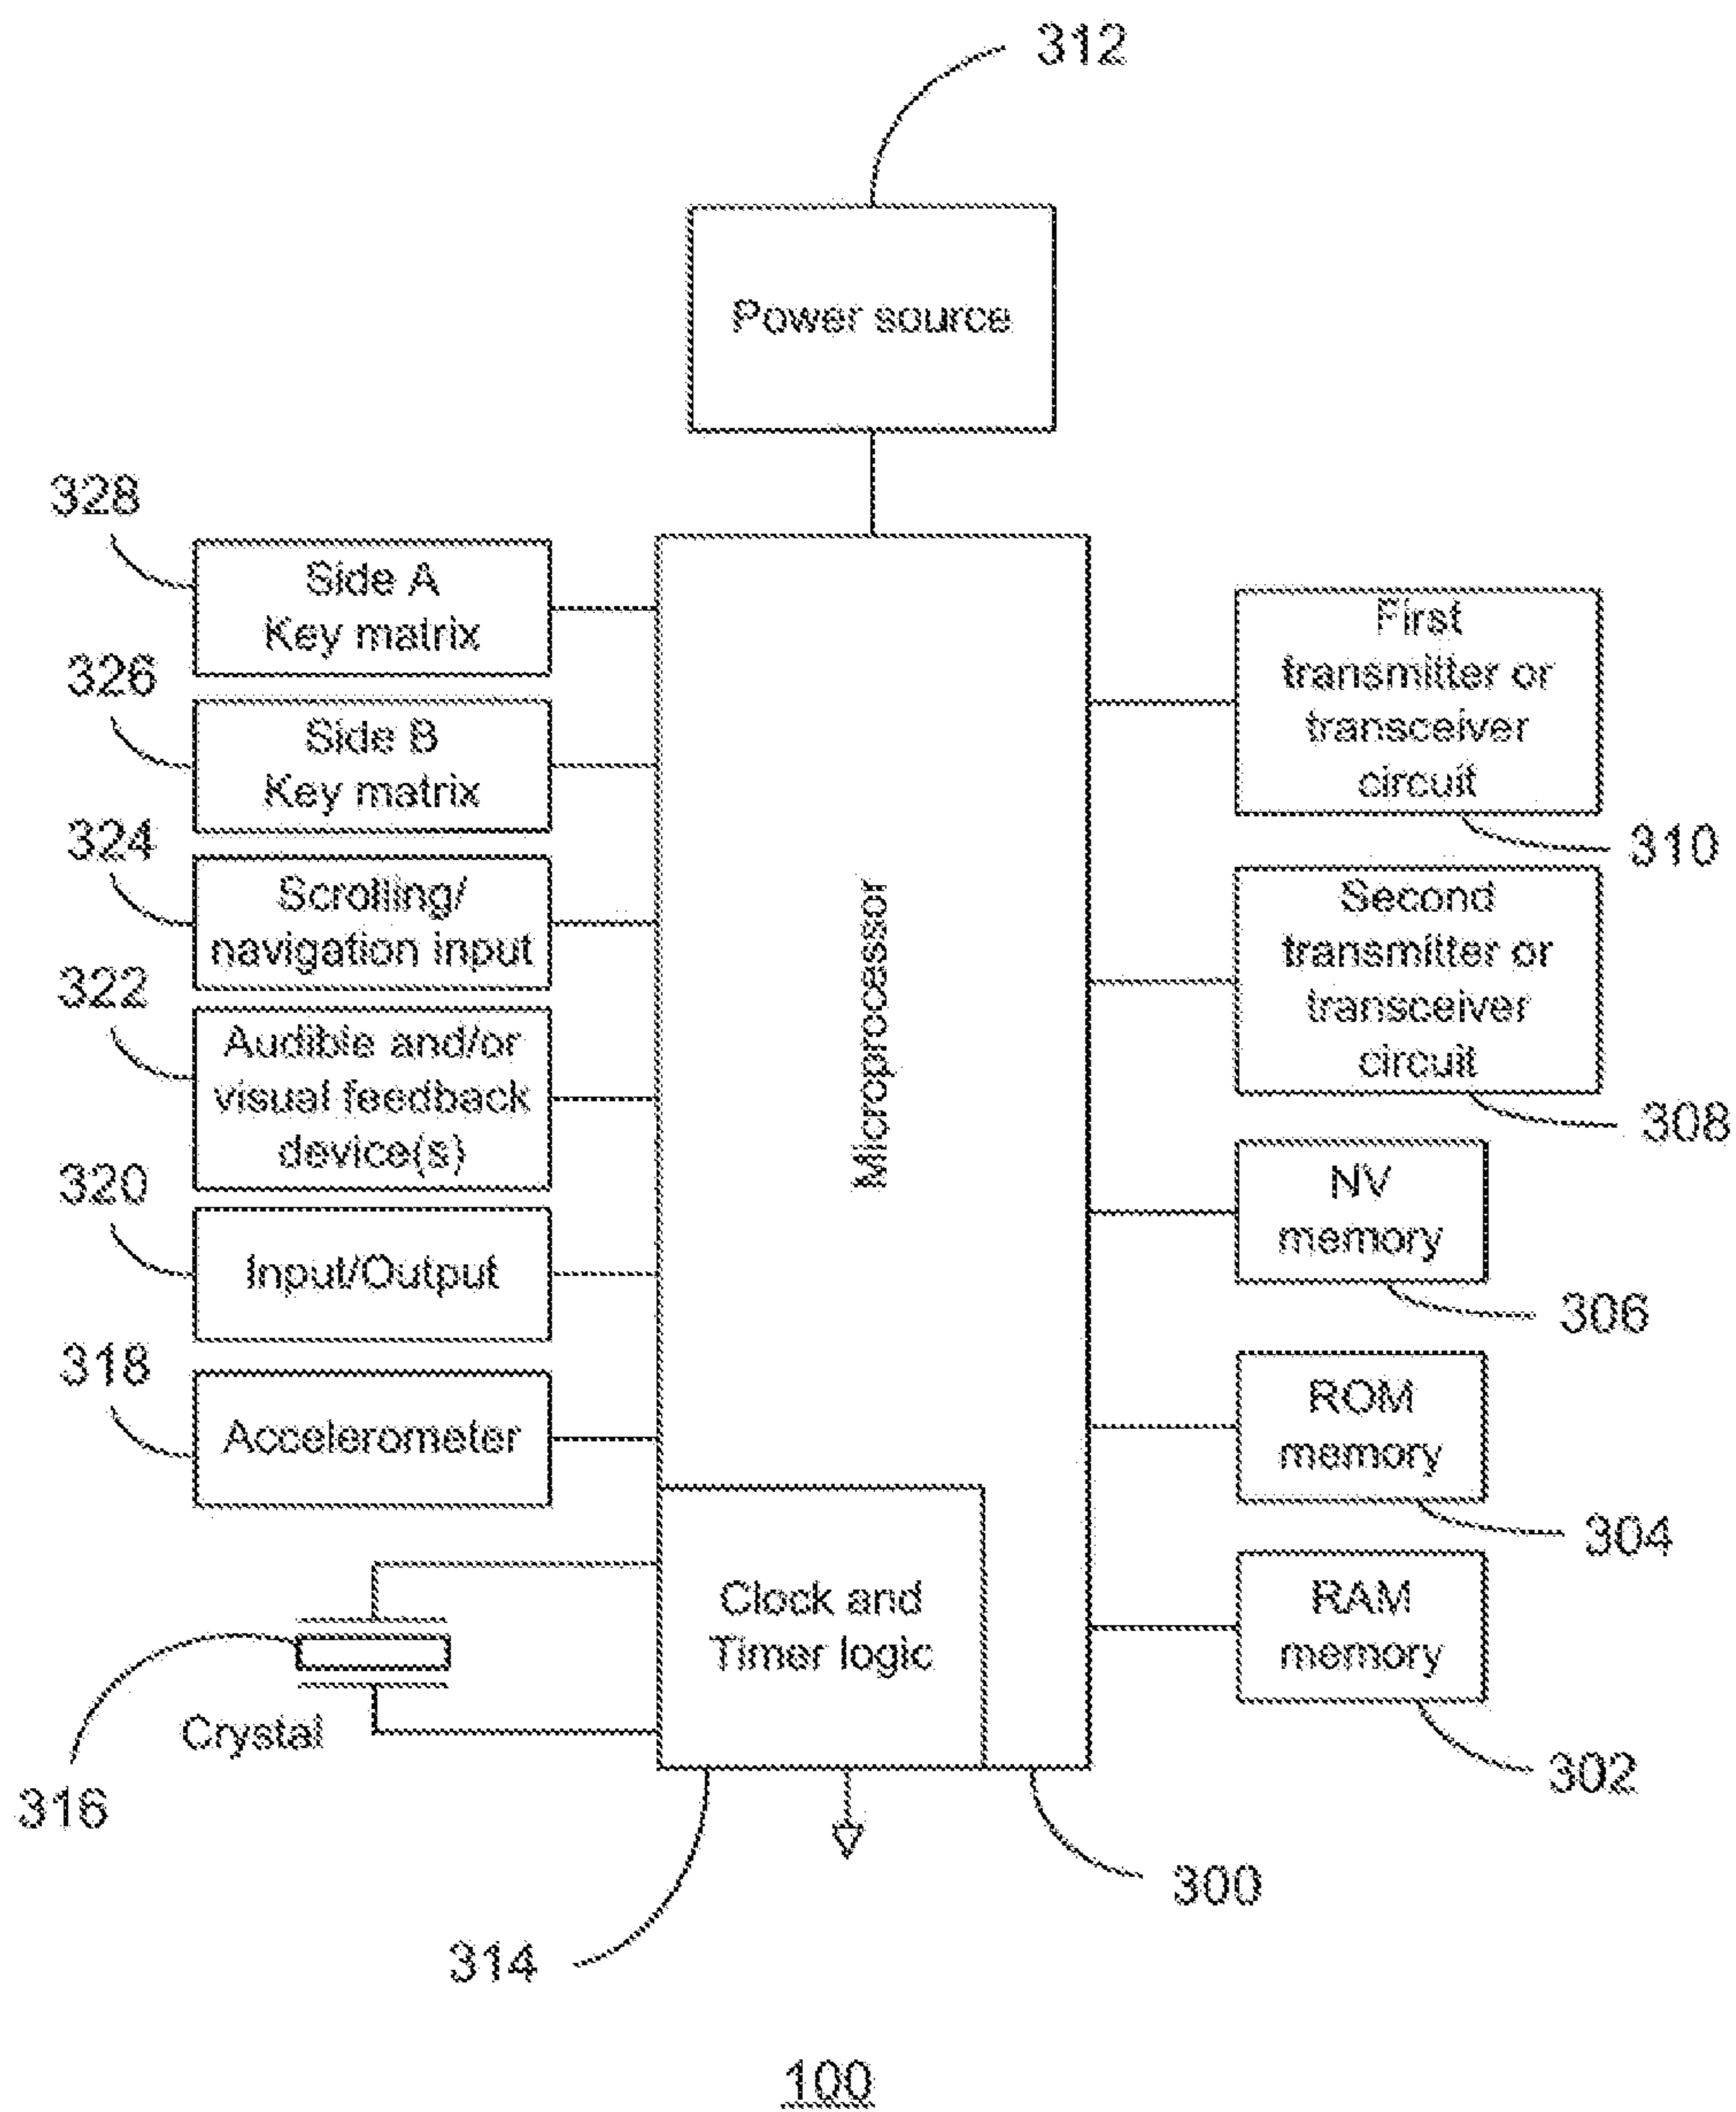 312
Power source
328
Side A
Key matrix
326
Side B
Key matrix
324
Scrolling/
navigation input
322
Audible and/or
visual feedback
device(s)
320
Input/Output
318
Accelerometer
Microprocessor
First
transmitter or
transceiver
circuit
310
Second
transmitter or
transceiver
circuit
308
NV
memory
306
ROM
memory
304
RAM
memory
302
Clock and
Timer logic
Crystal
316
300
314
100